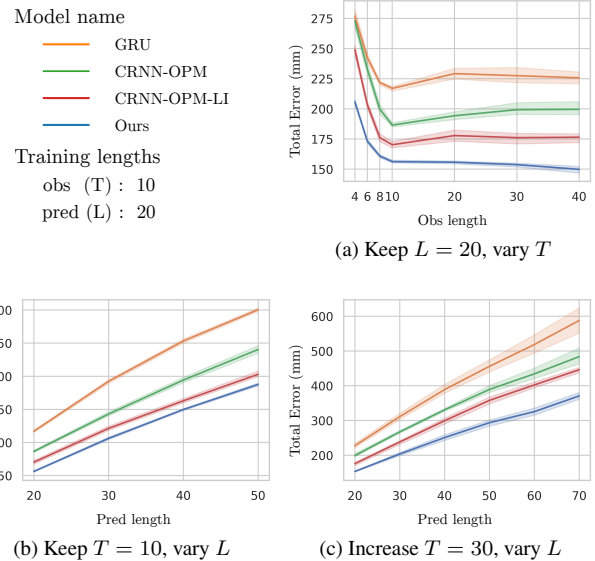 Model name
GRU
CRNN-OPM
CRNN-OPM-LI
Ours
Training lengths
obs (T) : 10
pred (L) : 20
275
250
225
200
175
150
Total Error (mm)
4 6 8 10 20 30 40
Obs length
(a) Keep L = 20, vary T
20 30 40 50
Pred length
(b) Keep T = 10, vary L
600
500
400
300
200
Total Error (mm)
20 30 40 50 60 70
Pred length
(c) Increase T = 30, vary L